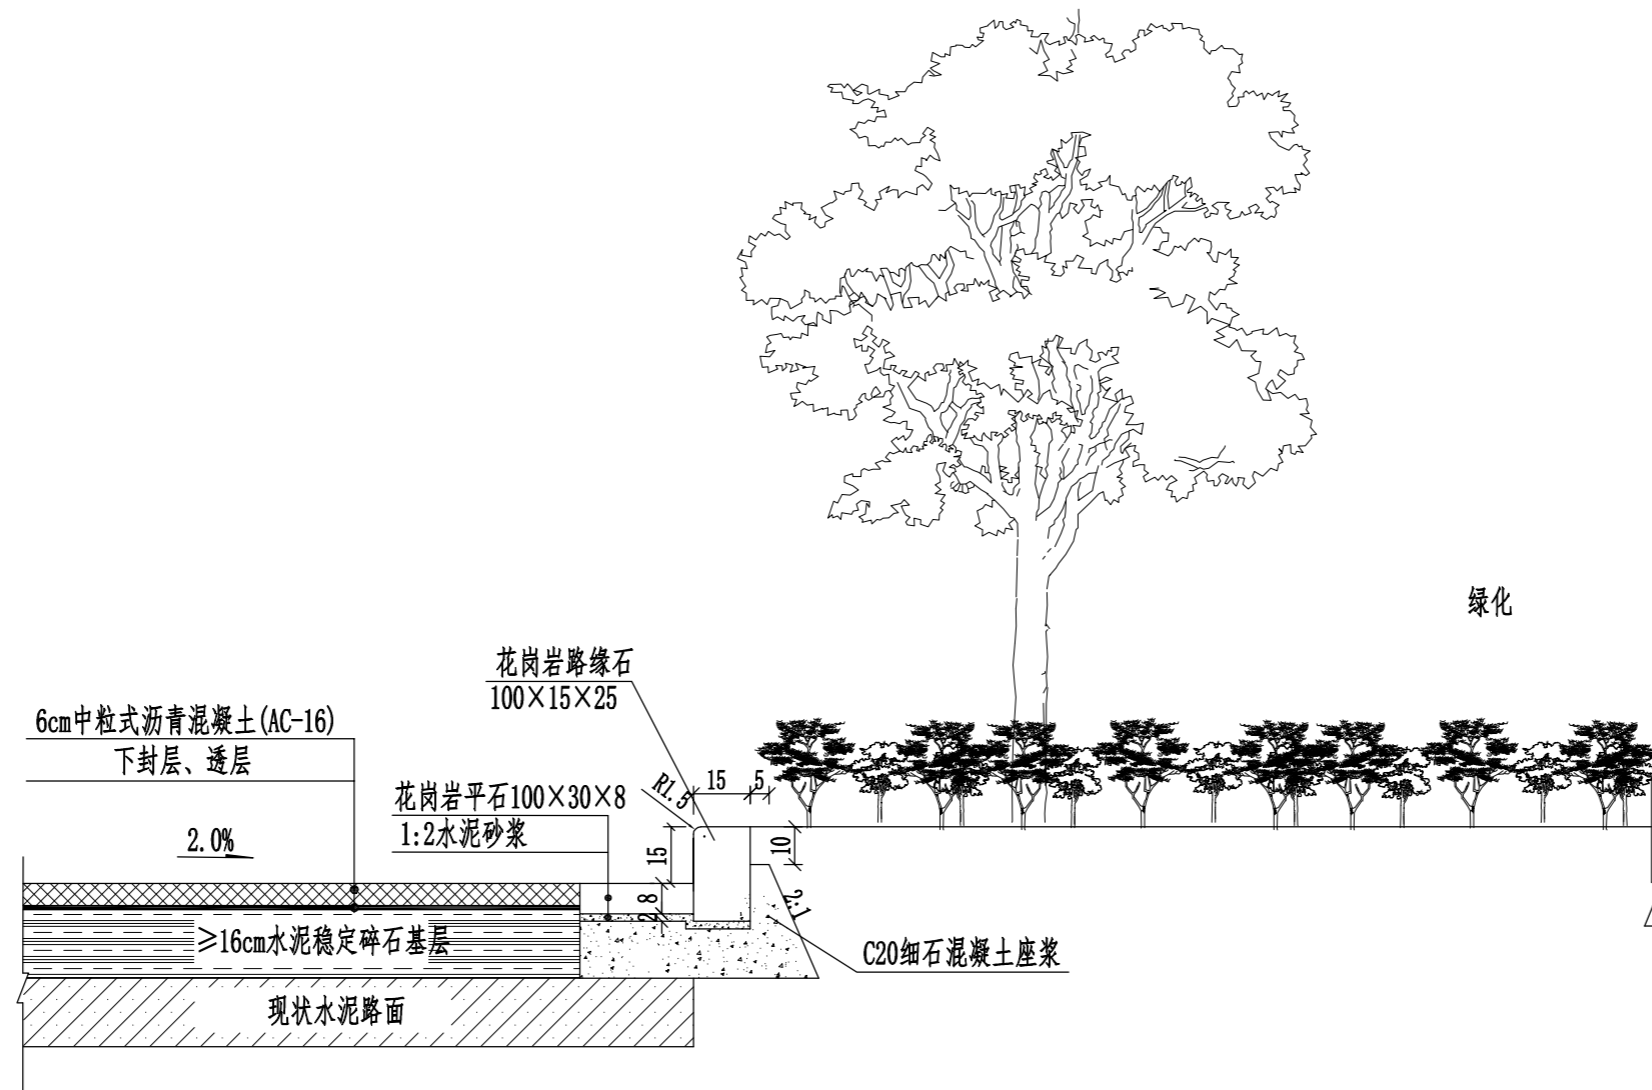 绿化
花岗岩路缘石
100×15×25
6cm中粒式沥青混凝土(AC-16)
下封层、透层
花岗岩平石100×30×8
1:2水泥砂浆
R1.5
15
5
2.0%
15
10
8
2
2:1
≥16cm水泥稳定碎石基层
C20细石混凝土座浆
现状水泥路面